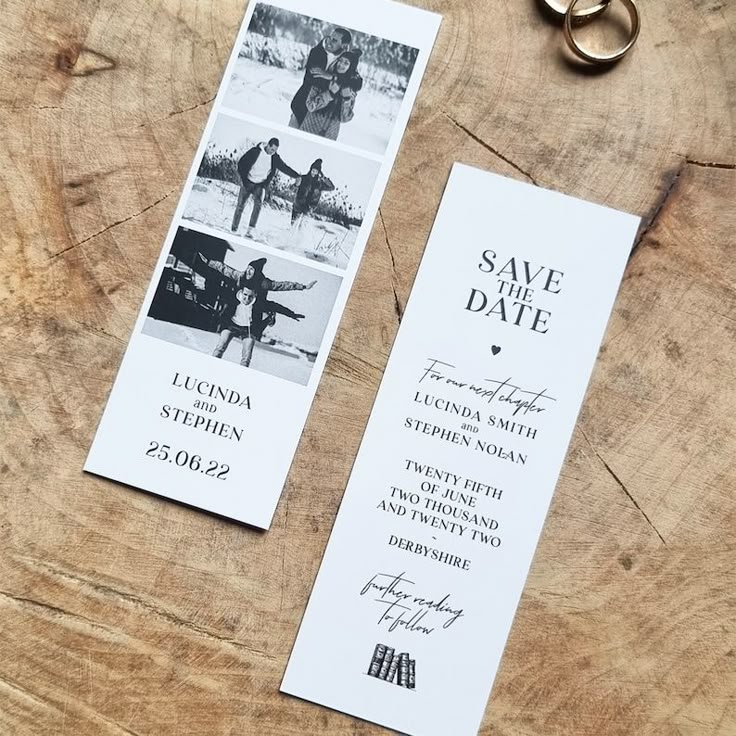 LUCINDA
and
STEPHEN
25.06.22
SAVE
THE
DATE
For our next chapter
LUCINDA SMITH
and
STEPHEN NOLAN
TWENTY FIFTH
OF JUNE
TWO THOUSAND
AND TWENTY TWO
-
DERBYSHIRE
further reading
to follow